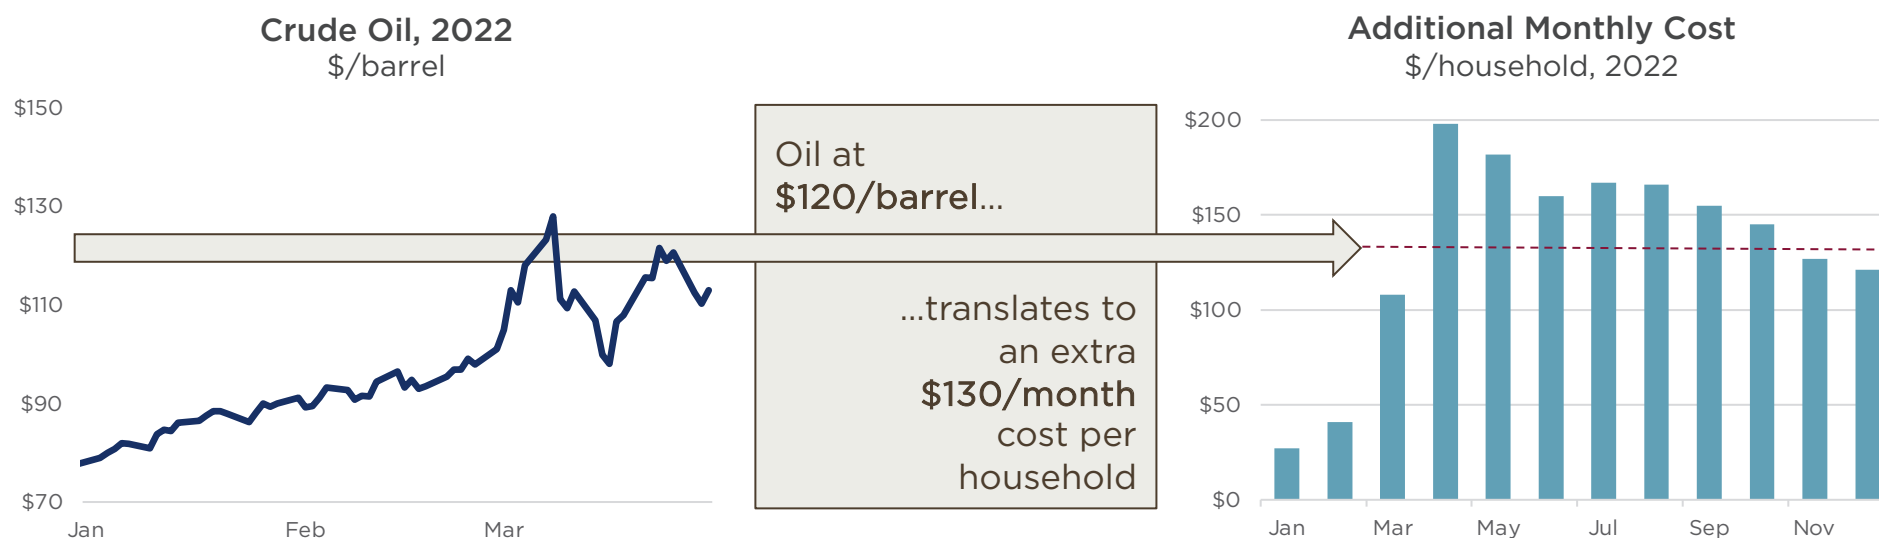 Crude Oil, 2022
$/barrel
$150
$130
$110
$90
$70
Jan
Feb
Mar
Oil at
$120/barrel...
...translates to
an extra
$130/month
cost per
household
Additional Monthly Cost
$/household, 2022
$200
$150
$100
$50
$0
Jan
Mar
May
Jul
Sep
Nov